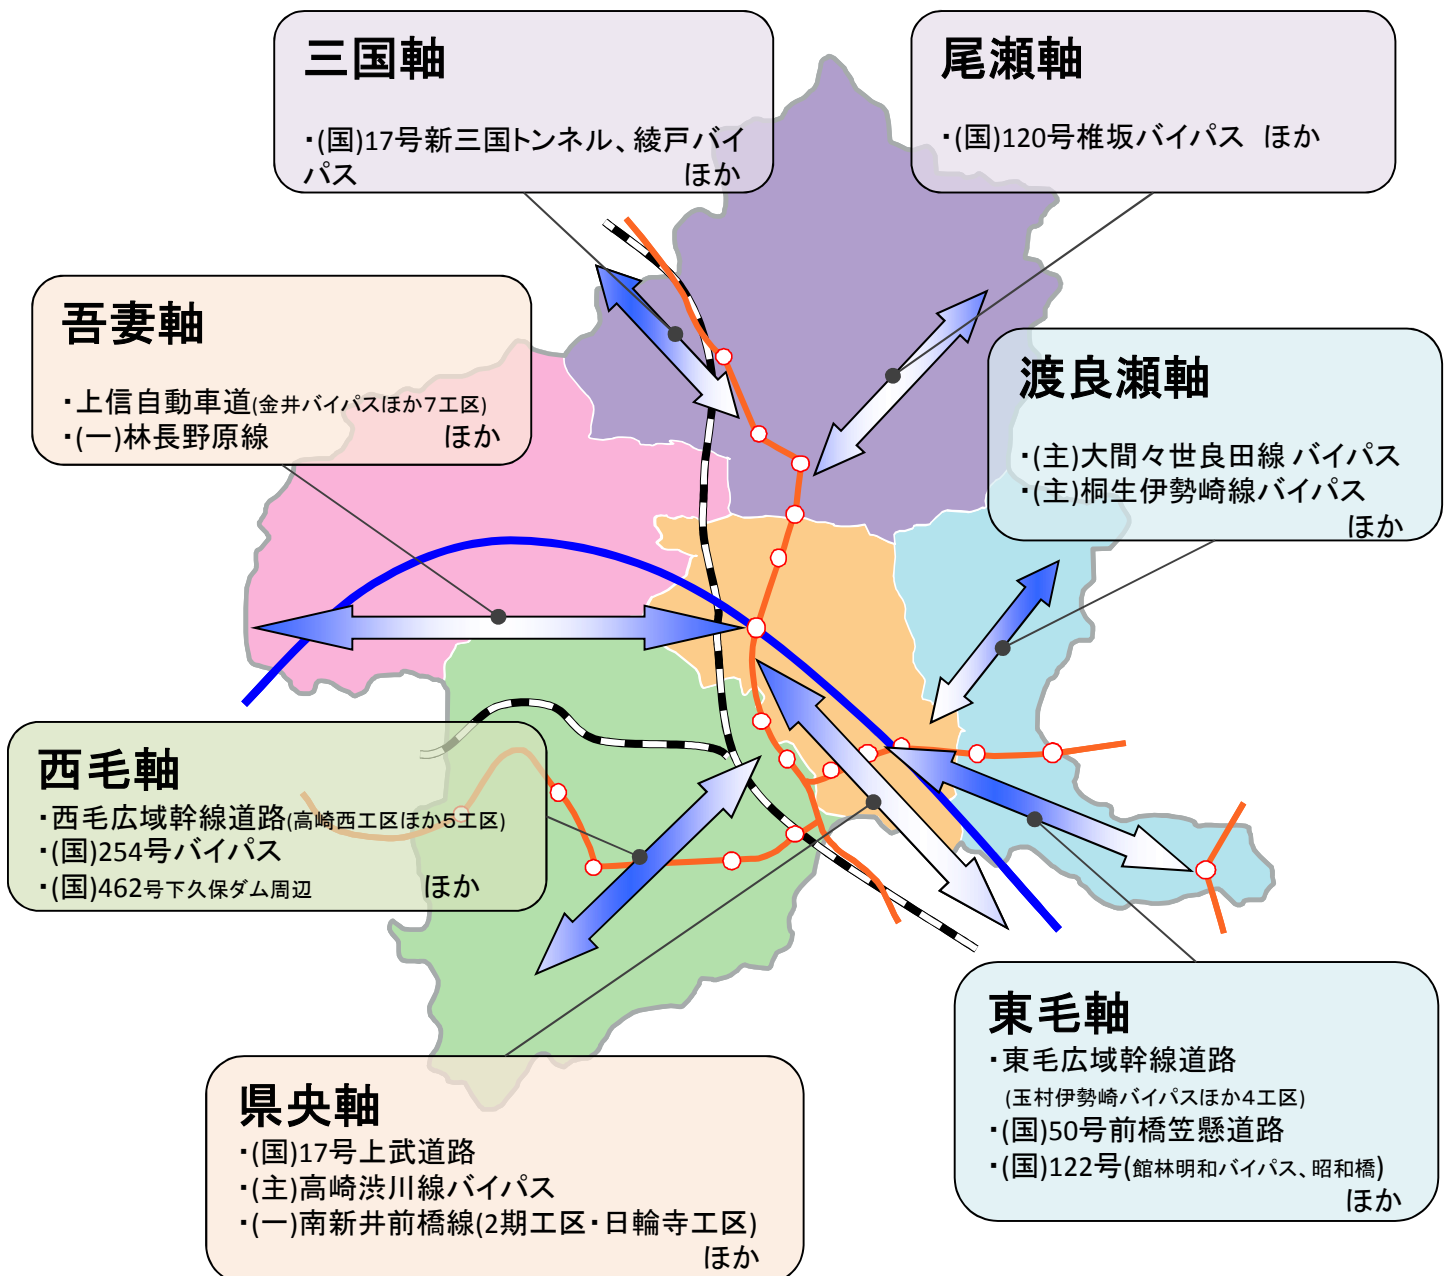 三国軸
・(国)17号新三国トンネル、綾戸バイ
パス ほか
尾瀬軸
・(国)120号椎坂バイパス ほか
吾妻軸
・上信自動車道(金井バイパスほか7工区)
・(一)林長野原線 ほか
渡良瀬軸
・(主)大間々世良田線 バイパス
・(主)桐生伊勢崎線バイパス
ほか
西毛軸
・西毛広域幹線道路(高崎西工区ほか5工区)
・(国)254号バイパス
・(国)462号下久保ダム周辺 ほか
東毛軸
・東毛広域幹線道路
(玉村伊勢崎バイパスほか4工区)
・(国)50号前橋笠懸道路
・(国)122号(館林明和バイパス、昭和橋)
ほか
県央軸
・(国)17号上武道路
・(主)高崎渋川線バイパス
・(一)南新井前橋線(2期工区・日輪寺工区)
ほか